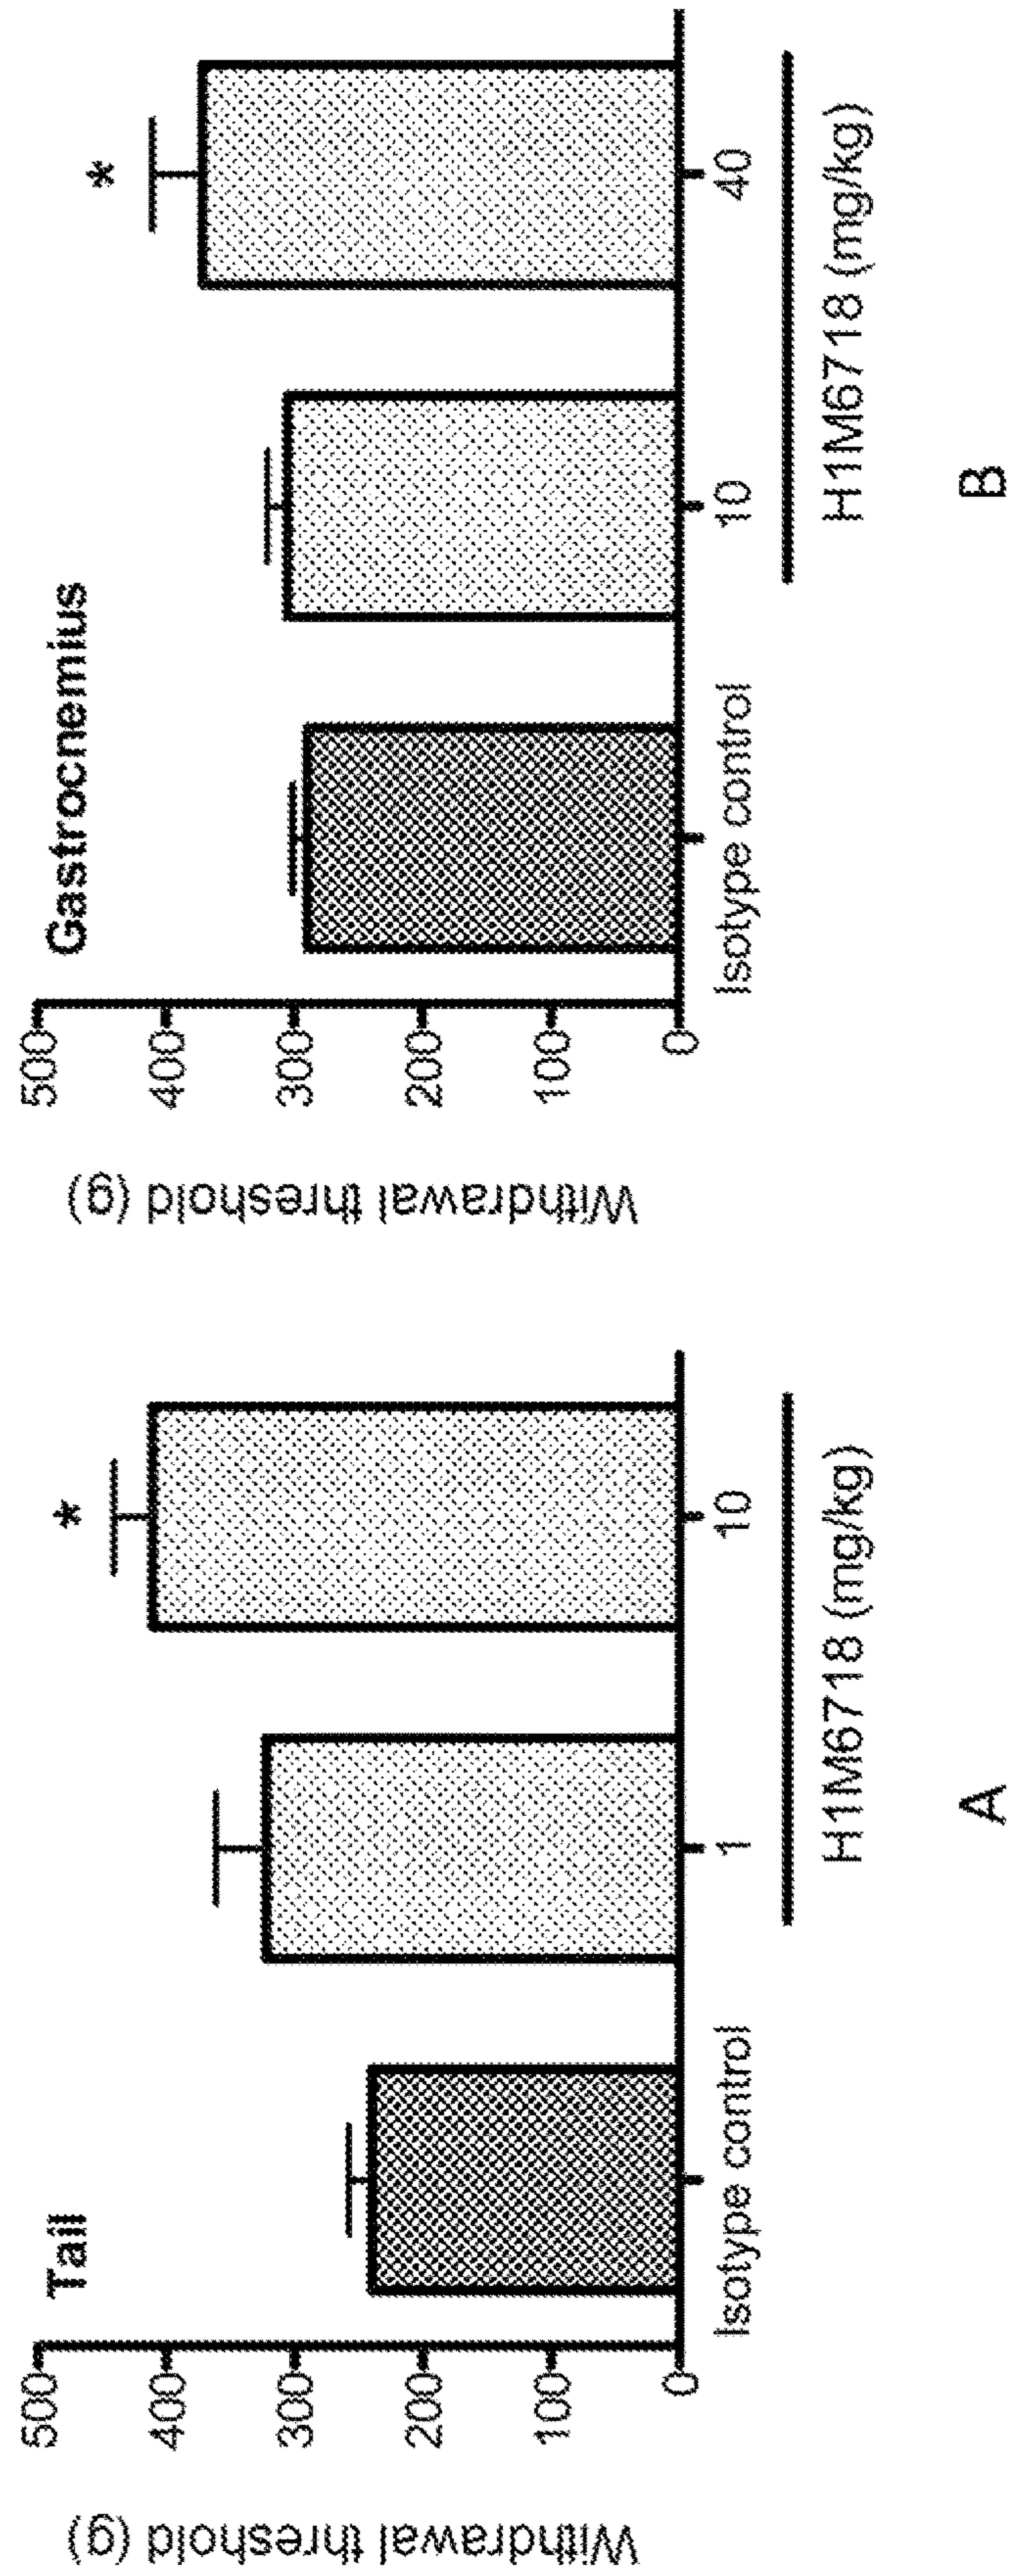 Tail
Withdrawal threshold (g)
500
400
300
200
100
0
*
Isotype control
1
10
H1M6718 (mg/kg)
A
Gastrocnemius
Withdrawal threshold (g)
500
400
300
200
100
0
*
Isotype control
10
40
H1M6718 (mg/kg)
B